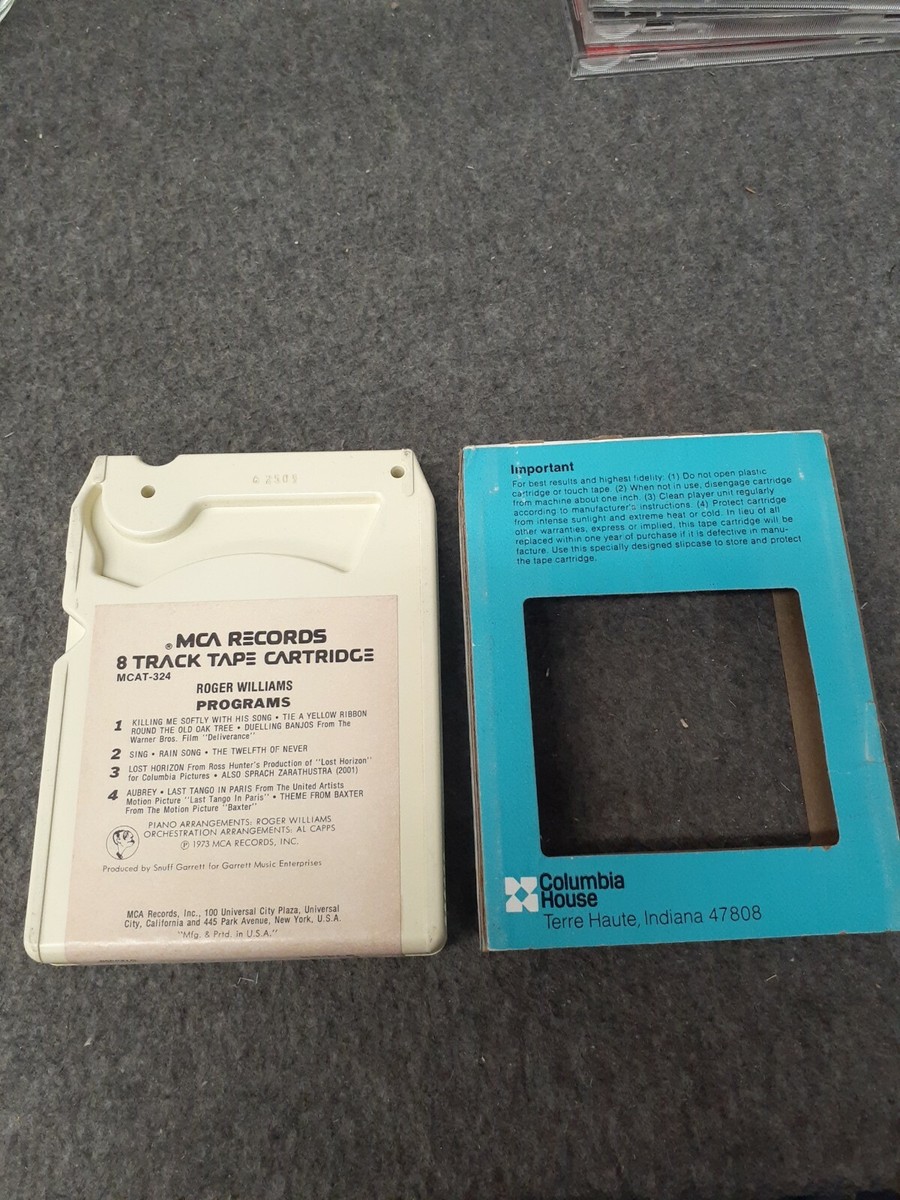 ® MCA RECORDS
8 TRACK TAPE CARTRIDGE
MCAT-324
ROGER WILLIAMS
PROGRAMS
1 KILLING ME SOFTLY WITH HIS SONG • TIE A YELLOW RIBBON
ROUND THE OLD OAK TREE • DUELLING BANJOS From The
Warner Bros. Film "Deliverance"
2 SING • RAIN SONG • THE TWELFTH OF NEVER
3 LOST HORIZON From Ross Hunter's Production of "Lost Horizon"
for Columbia Pictures • ALSO SPRACH ZARATHUSTRA (2001)
4 AUBREY • LAST TANGO IN PARIS From The United Artists
Motion Picture "Last Tango In Paris" • THEME FROM BAXTER
From The Motion Picture "Baxter"
PIANO ARRANGEMENTS: ROGER WILLIAMS
ORCHESTRATION ARRANGEMENTS: AL CAPPS
℗ 1973 MCA RECORDS, INC.
Produced by Snuff Garrett for Garrett Music Enterprises
MCA Records, Inc., 100 Universal City Plaza, Universal
City, California and 445 Park Avenue, New York, U.S.A.
"Mfg. & Prtd. in U.S.A."
Important
For best results and highest fidelity: (1) Do not open plastic
cartridge or touch tape. (2) When not in use, disengage cartridge
from machine about one inch. (3) Clean player unit regularly
according to manufacturer's instructions. (4) Protect cartridge
from intense sunlight and extreme heat or cold. In lieu of all
other warranties, express or implied, this tape cartridge will be
replaced within one year of purchase if it is defective in manu-
facture. Use this specially designed slipcase to store and protect
the tape cartridge.
Columbia
House
Terre Haute, Indiana 47808